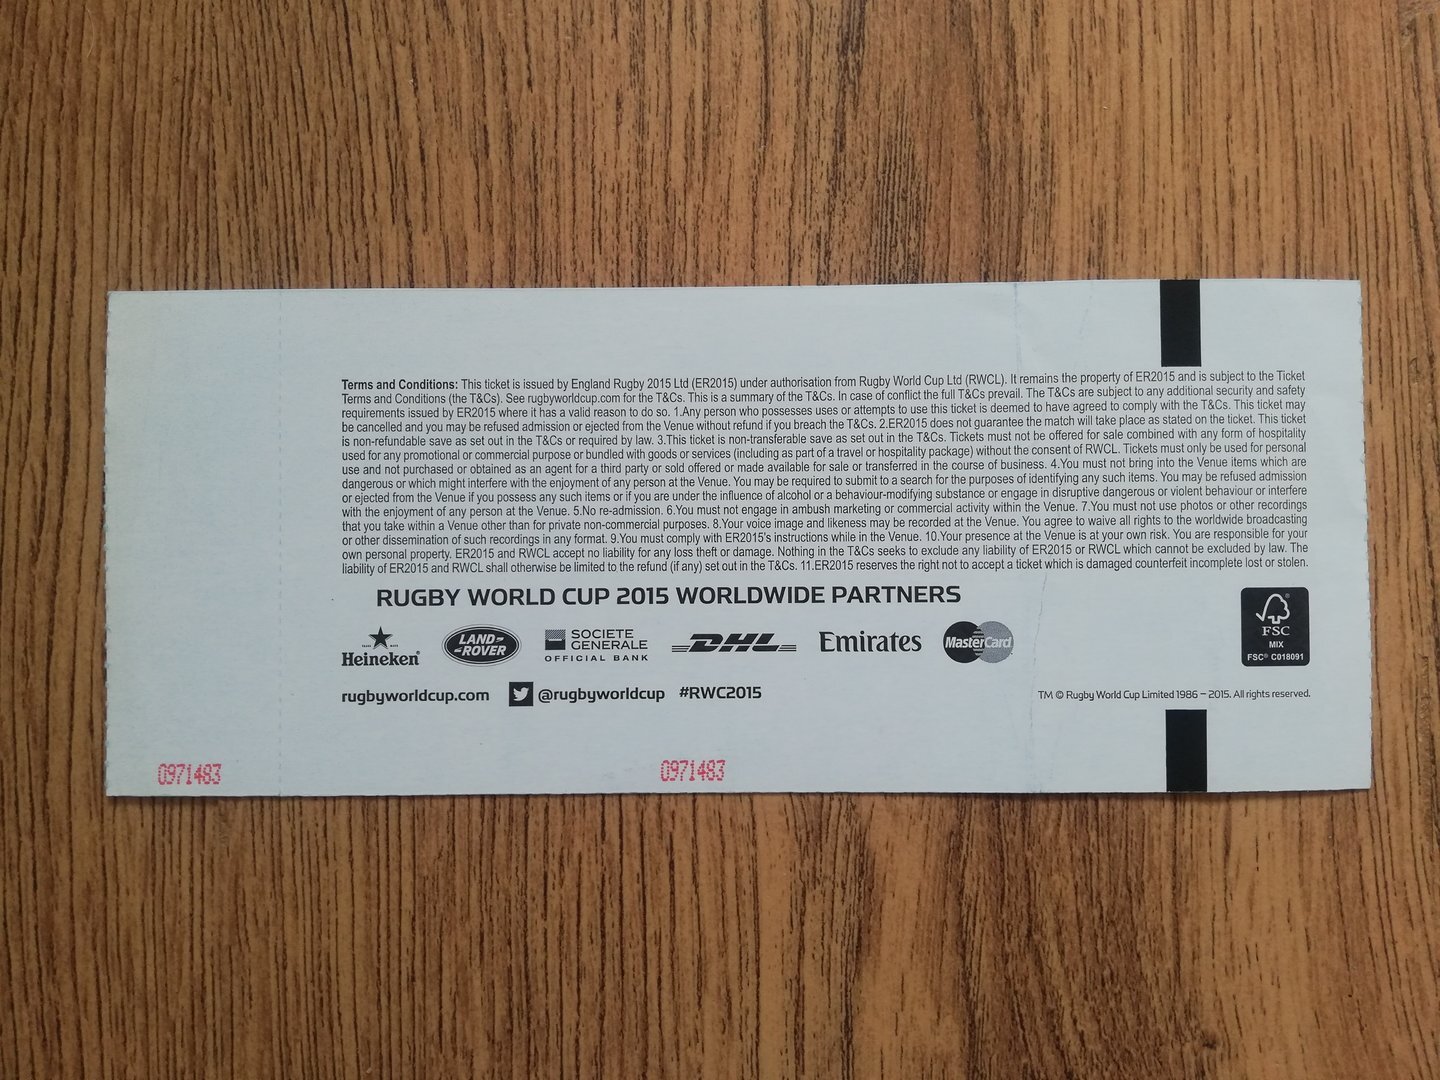 Terms and Conditions: This ticket is issued by England Rugby 2015 Ltd (ER2015) under authorisation from Rugby World Cup Ltd (RWCL). It remains the property of ER2015 and is subject to the Ticket
Terms and Conditions (the T&Cs). See rugbyworldcup.com for the T&Cs. This is a summary of the T&Cs. In case of conflict the full T&Cs prevail. The T&Cs are subject to any additional security and safety
requirements issued by ER2015 where it has a valid reason to do so. 1.Any person who possesses uses or attempts to use this ticket is deemed to have agreed to comply with the T&Cs. This ticket may
be cancelled and you may be refused admission or ejected from the Venue without refund if you breach the T&Cs. 2.ER2015 does not guarantee the match will take place as stated on the ticket. This ticket
is non-refundable save as set out in the T&Cs or required by law. 3.This ticket is non-transferable save as set out in the T&Cs. Tickets must not be offered for sale combined with any form of hospitality
used for any promotional or commercial purpose or bundled with goods or services (including as part of a travel or hospitality package) without the consent of RWCL. Tickets must only be used for personal
use and not purchased or obtained as an agent for a third party or sold offered or made available for sale or transferred in the course of business. 4.You must not bring into the Venue items which are
dangerous or which might interfere with the enjoyment of any person at the Venue. You may be required to submit to a search for the purposes of identifying any such items. You may be refused admission
or ejected from the Venue if you possess any such items or if you are under the influence of alcohol or a behaviour-modifying substance or engage in disruptive dangerous or violent behaviour or interfere
with the enjoyment of any person at the Venue. 5.No re-admission. 6.You must not engage in ambush marketing or commercial activity within the Venue. 7.You must not use photos or other recordings
that you take within a Venue other than for private non-commercial purposes. 8.Your voice image and likeness may be recorded at the Venue. You agree to waive all rights to the worldwide broadcasting
or other dissemination of such recordings in any format. 9.You must comply with ER2015's instructions while in the Venue. 10.Your presence at the Venue is at your own risk. You are responsible for your
own personal property. ER2015 and RWCL accept no liability for any loss theft or damage. Nothing in the T&Cs seeks to exclude any liability of ER2015 or RWCL which cannot be excluded by law. The
liability of ER2015 and RWCL shall otherwise be limited to the refund (if any) set out in the T&Cs. 11.ER2015 reserves the right not to accept a ticket which is damaged counterfeit incomplete lost or stolen.
RUGBY WORLD CUP 2015 WORLDWIDE PARTNERS
Heineken
LAND-
-ROVER
SOCIETE
GENERALE
OFFICIAL BANK
DHL
Emirates
MasterCard
FSC
MIX
FSC® C018091
rugbyworldcup.com @rugbyworldcup #RWC2015
TM © Rugby World Cup Limited 1986 – 2015. All rights reserved.
0971483 0971483